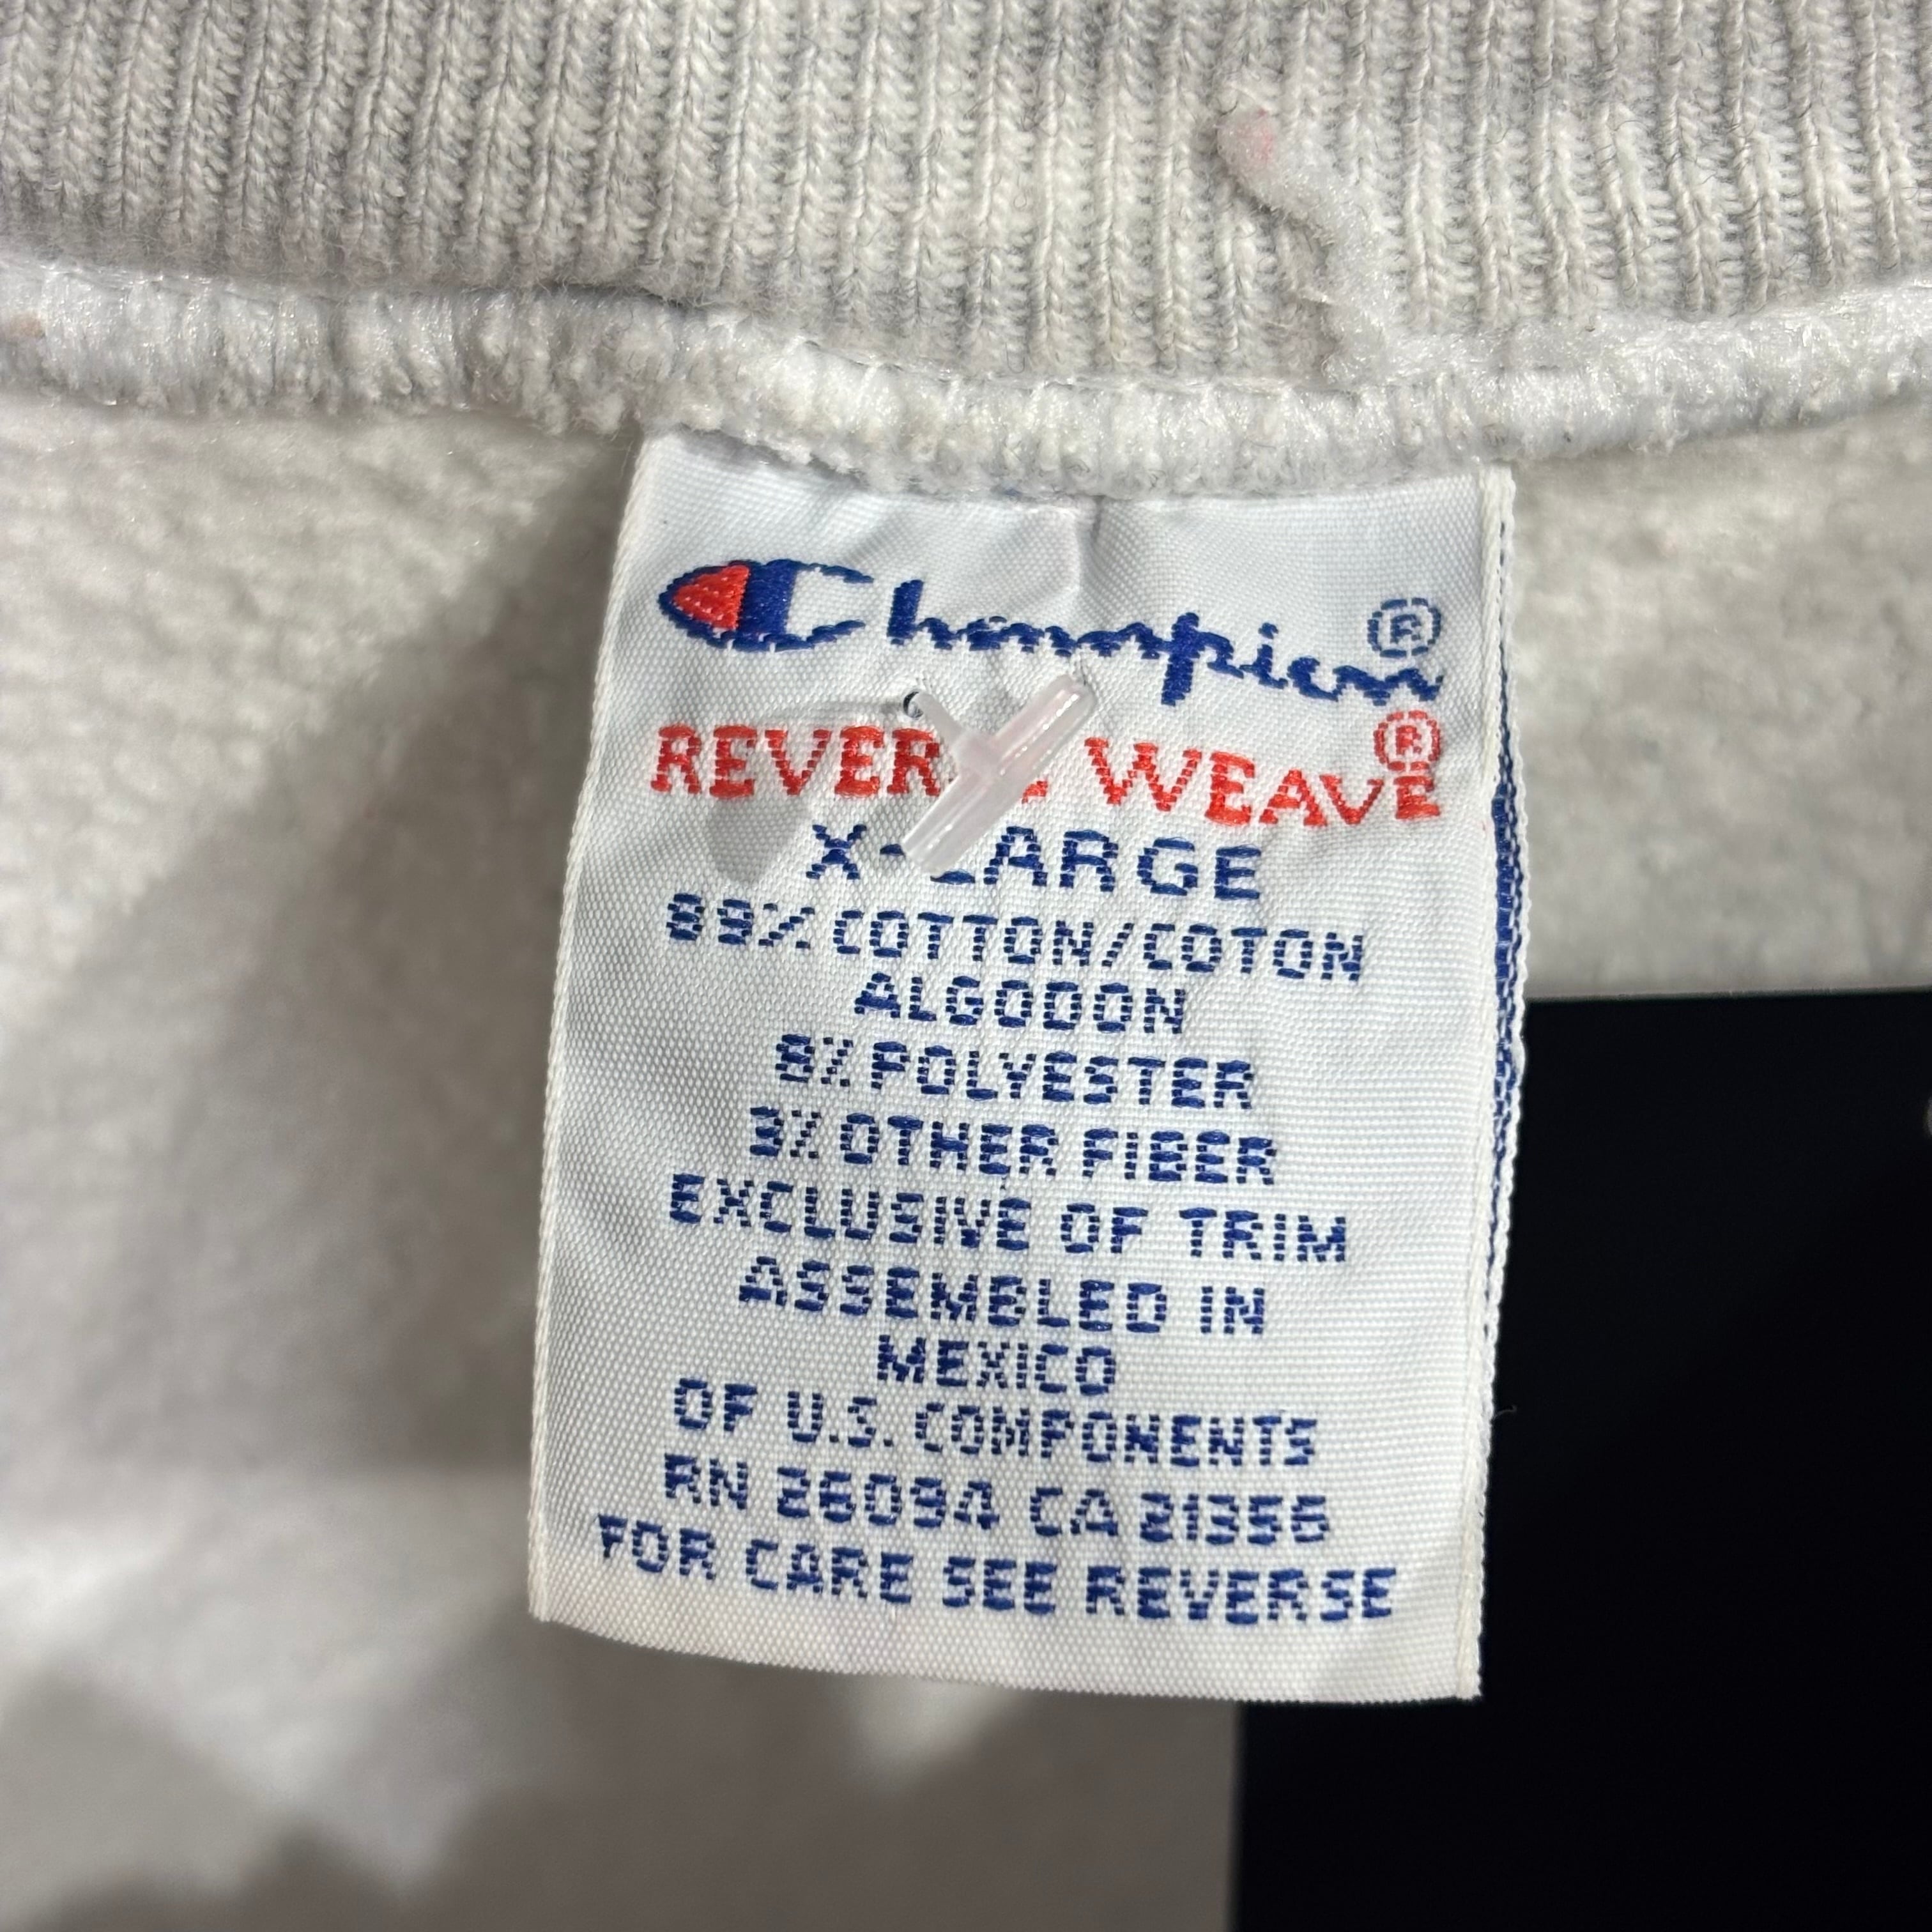 Champion®
REVERSE WEAVE®
X-LARGE
89% COTTON/COTON
ALGODON
8% POLYESTER
3% OTHER FIBER
EXCLUSIVE OF TRIM
ASSEMBLED IN
MEXICO
OF U.S. COMPONENTS
RN 26094 CA 21356
FOR CARE SEE REVERSE